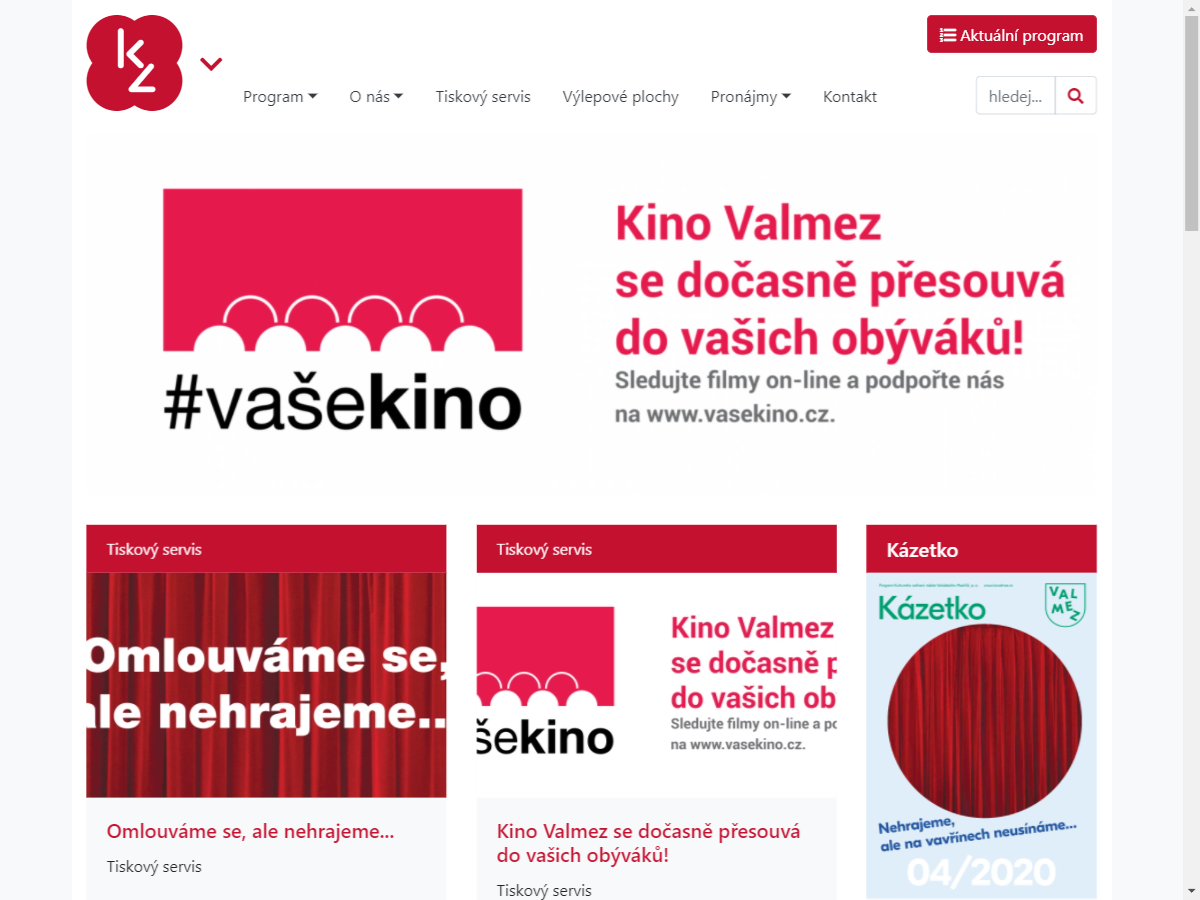 kz
Aktuální program
Program
O nás
Tiskový servis
Výlepové plochy
Pronájmy
Kontakt
hledej...
Kino Valmez
se dočasně přesouvá
do vašich obýváků!
Sledujte filmy on-line a podpořte nás
na www.vasekino.cz.
#vašekino
Tiskový servis
Omlouváme se,
ale nehrajeme..
Omlouváme se, ale nehrajeme...
Tiskový servis
Tiskový servis
Kino Valmez
se dočasně p
do vašich ob
Sledujte filmy on-line a po
na www.vasekino.cz.
šekino
Kino Valmez se dočasně přesouvá
do vašich obýváků!
Tiskový servis
Kázetko
Kázetko
VAL
MEZ
Nehrajeme,
ale na vavřínech neusínáme...
04/2020